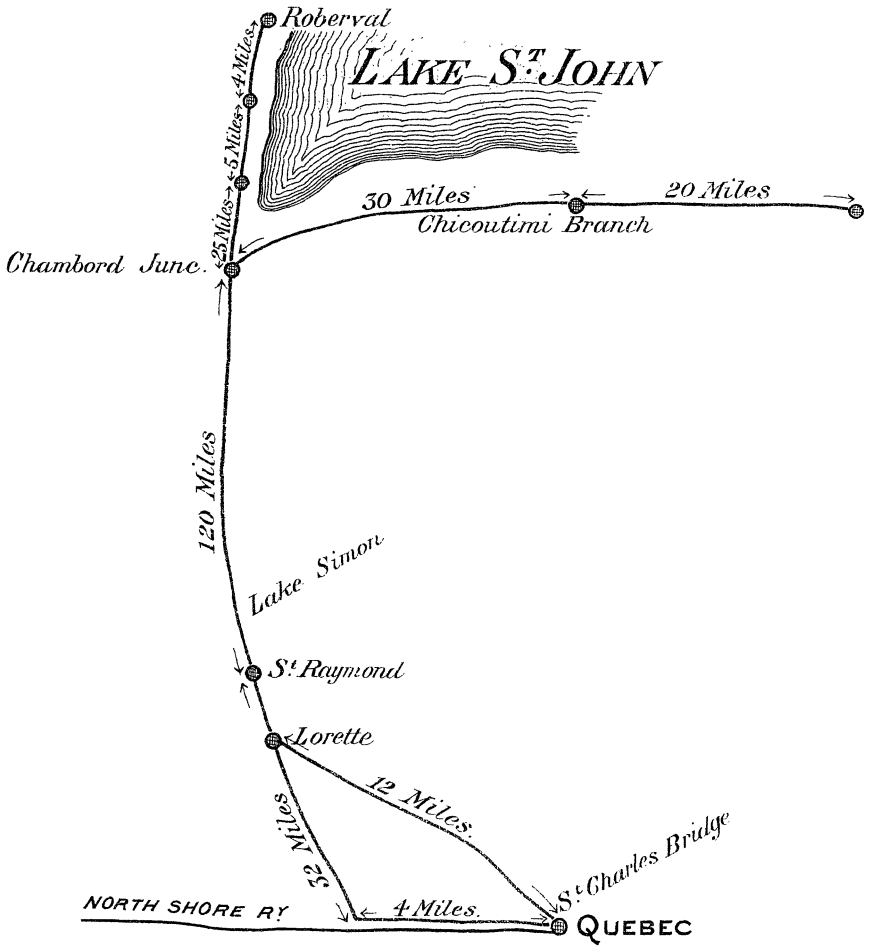 Roberval
LAKE ST. JOHN
4 Miles
5 Miles
25 Miles
30 Miles
20 Miles
Chicoutimi Branch
Chambord Junc.
120 Miles
Lake Simon
St. Raymond
Lorette
12 Miles.
32 Miles
St. Charles Bridge
NORTH SHORE RY.
4 Miles.
QUEBEC